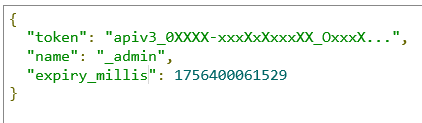 {
"token": "apiv3_0XXXX-xxxXxXxxxXX_OxxxX...",
"name": "_admin",
"expiry_millis": 1756400061529
}